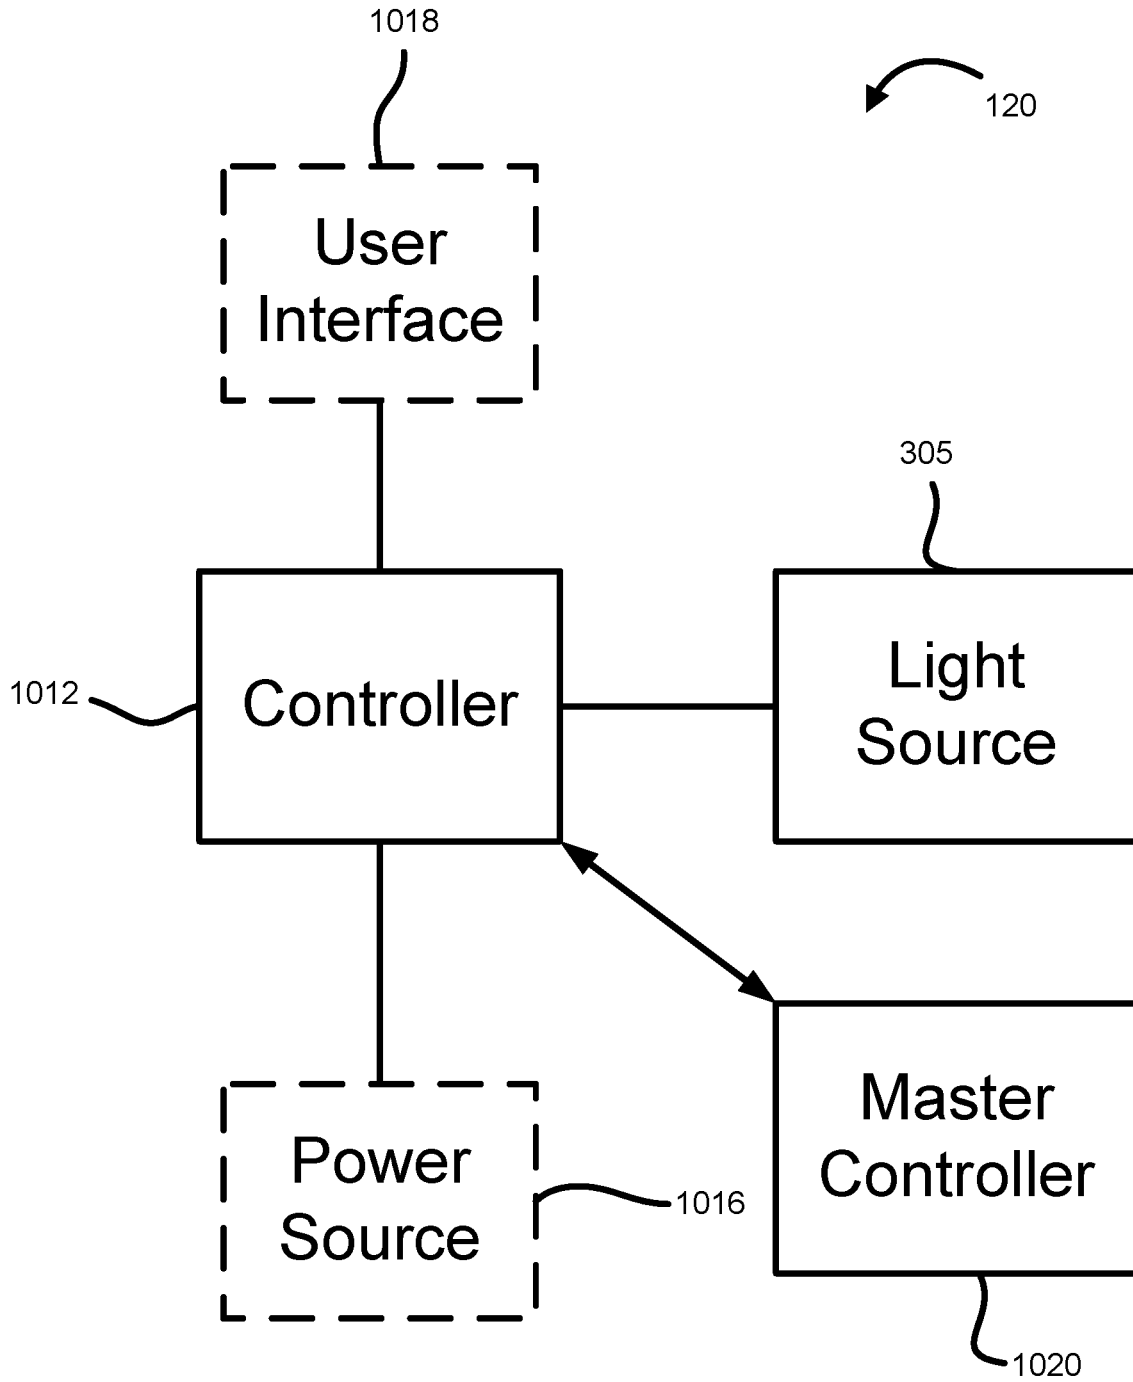 1018
120
User
Interface
305
1012
Controller
Light
Source
Master
Controller
Power
Source
1016
1020